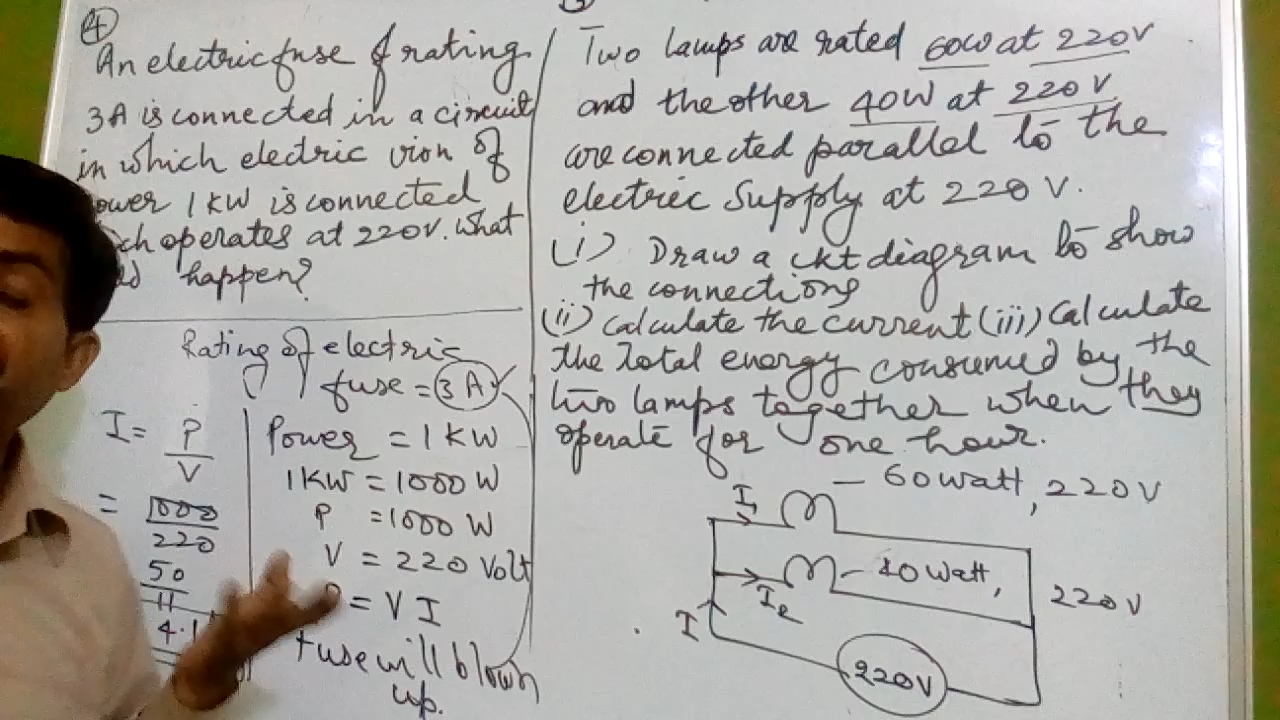 4
An electric fuse of rating
3A is connected in a circuit
in which electric iron of
power 1 KW is connected
operates at 220V. What
happen?
Rating of electric
fuse = 3A
I = P
V
= 1000
220
50
11
4.
Power = 1 KW
1 KW = 1000 W
P = 1000 W
V = 220 Volt
P = V I
fuse will blown
up.
Two lamps are rated 60W at 220V
and the other 40W at 220V
are connected parallel to the
electric supply at 220 V.
(i) Draw a ckt diagram to show
the connections
(ii) Calculate the current (iii) Calculate
the total energy consumed by the
two lamps together when they
operate for one hour.
I - 60 watt, 220V
- 40 Watt,
220V
I2
I
220V